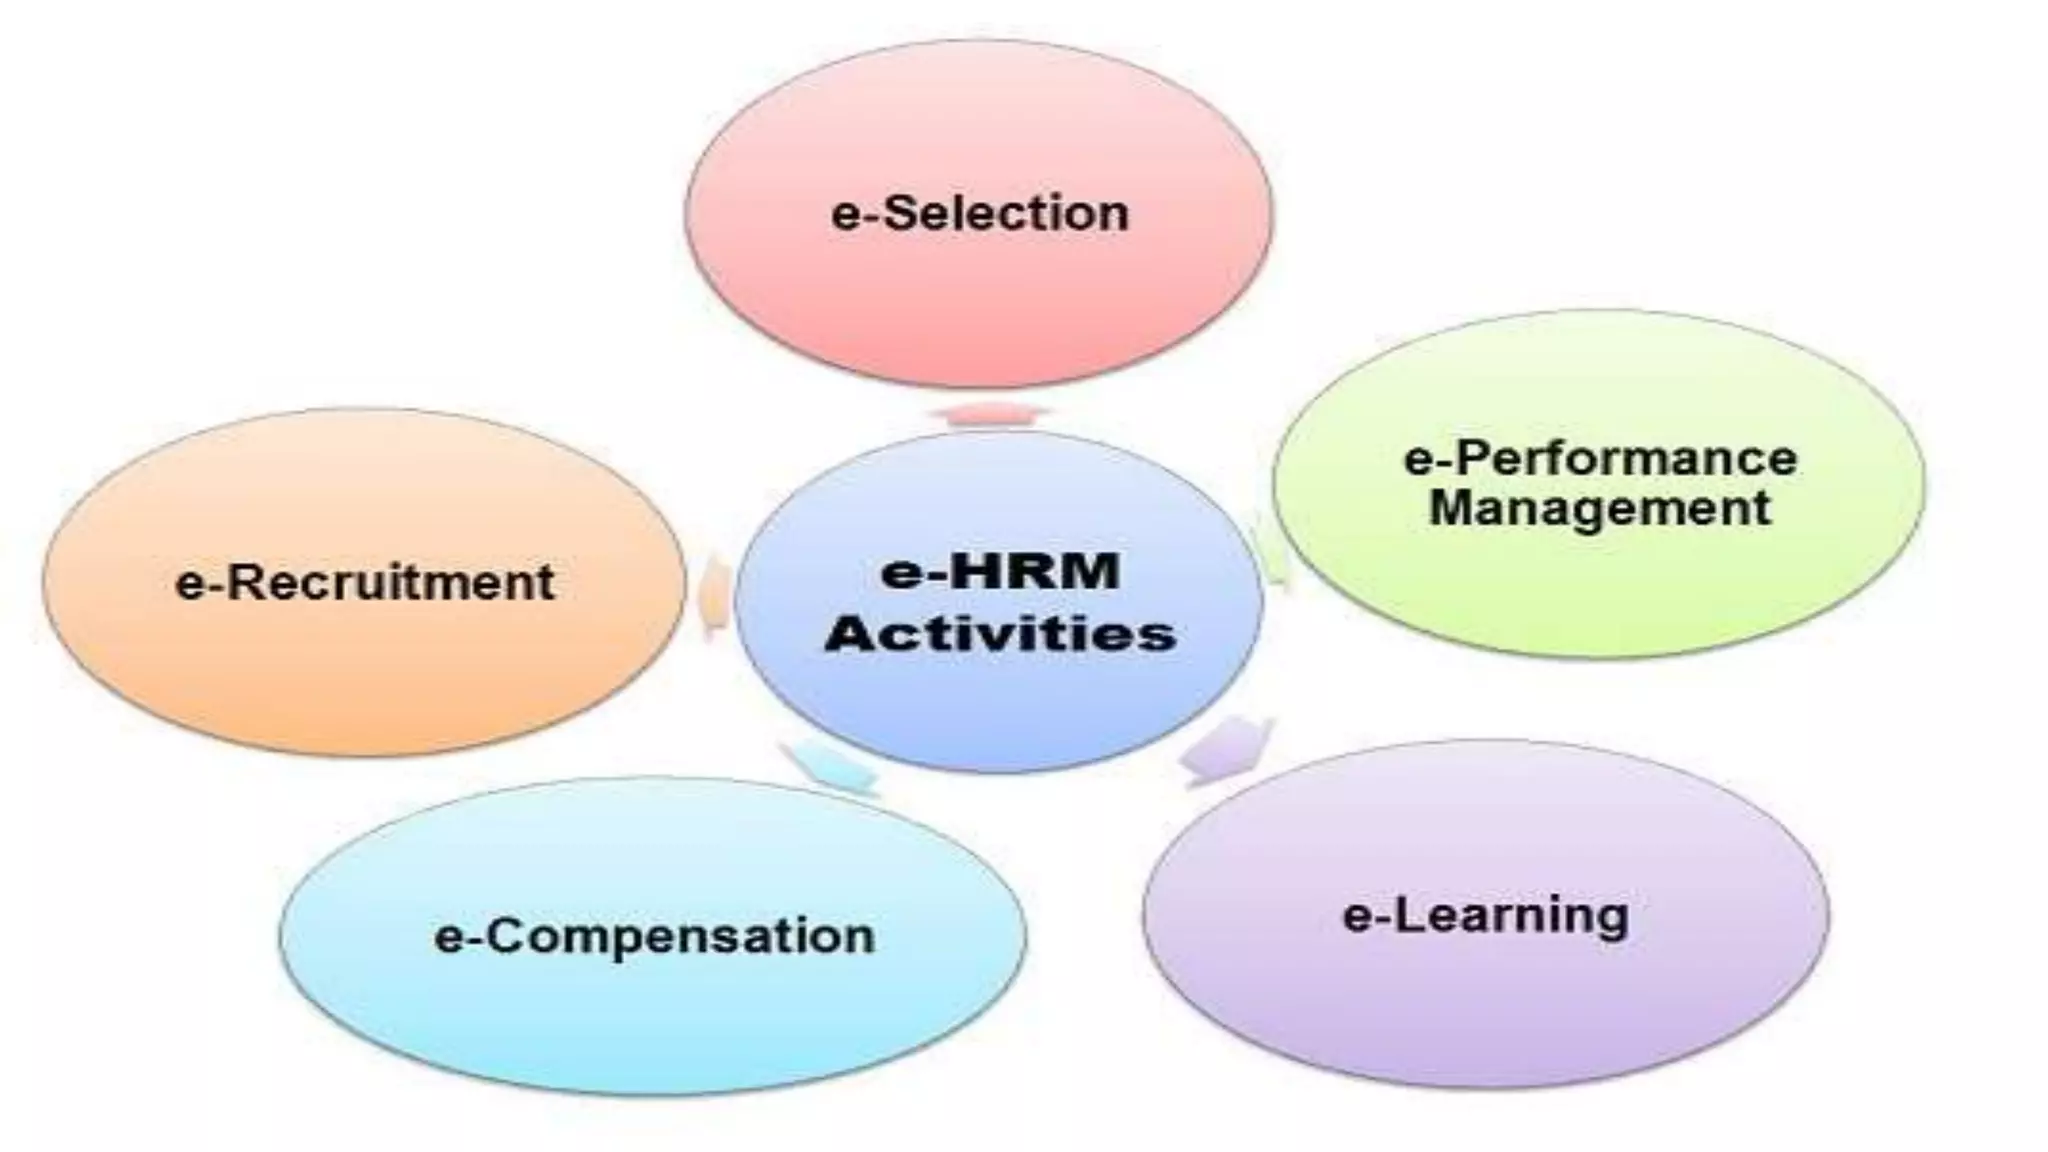 e-Selection
e-Performance
Management
e-HRM
Activities
e-Recruitment
e-Learning
e-Compensation